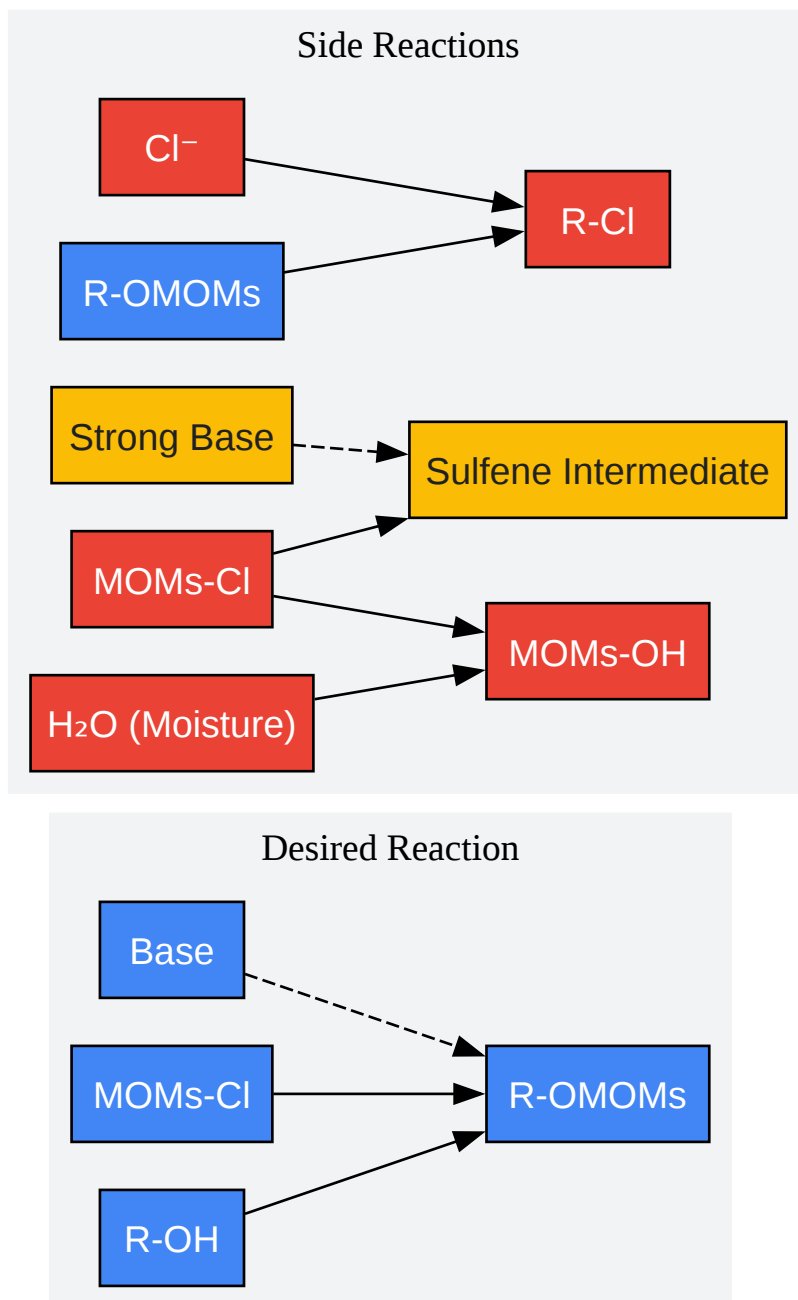 Side Reactions
Cl⁻
R-Cl
R-OMOMs
Strong Base
Sulfene Intermediate
MOMs-Cl
MOMs-OH
H₂O (Moisture)
Desired Reaction
Base
MOMs-Cl
R-OMOMs
R-OH